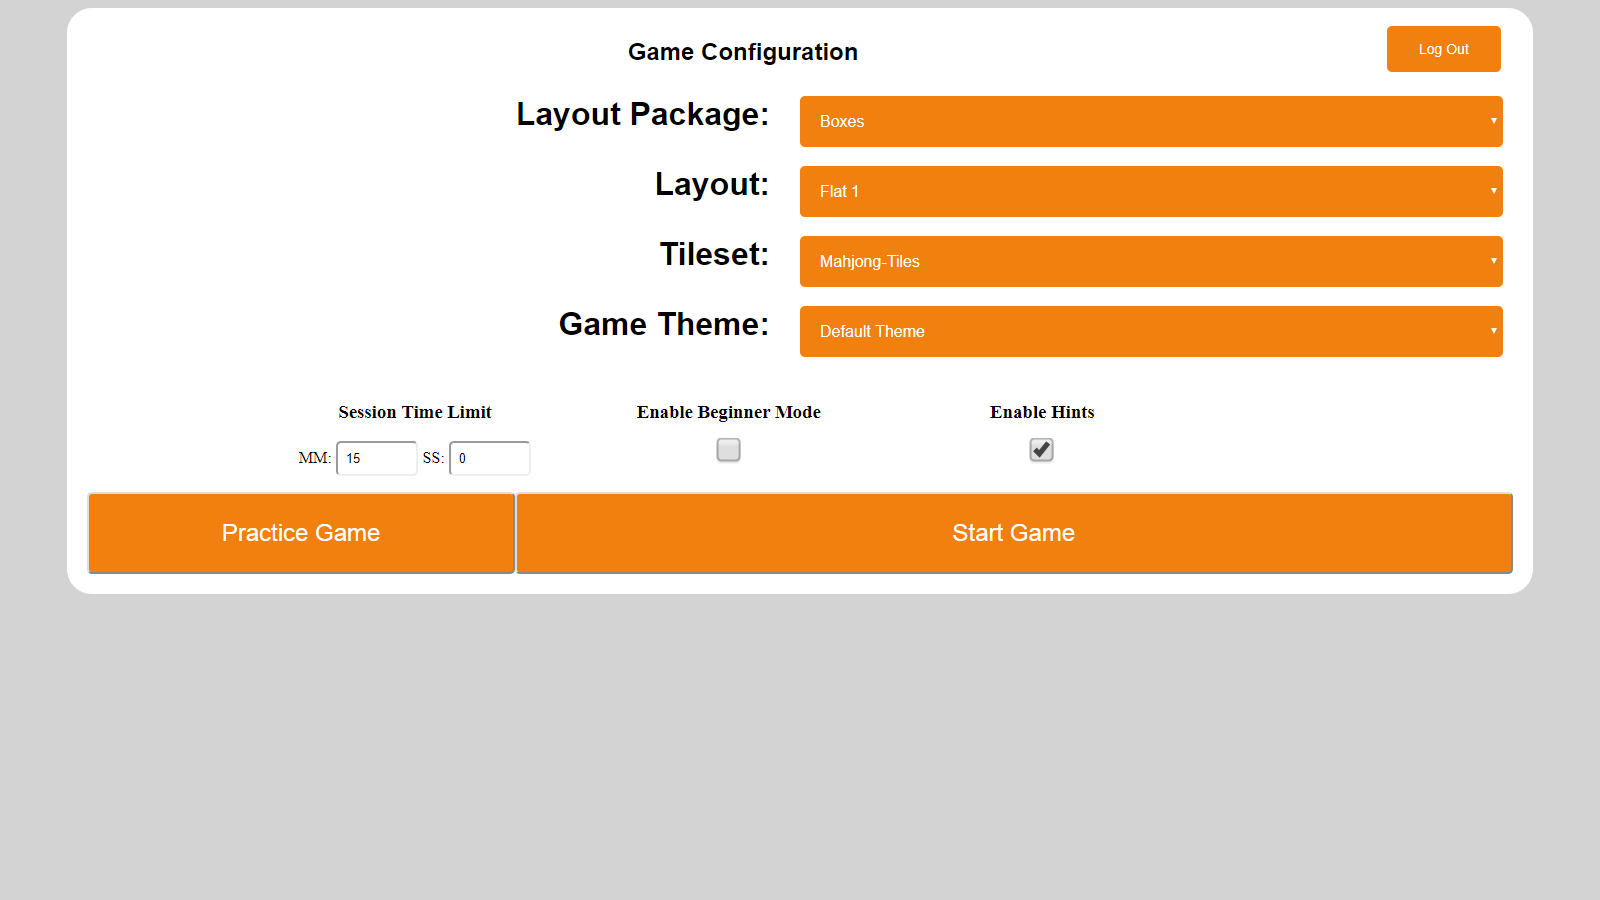 Game Configuration
Log Out
Layout Package:
Boxes
Layout:
Flat 1
Tileset:
Mahjong-Tiles
Game Theme:
Default Theme
Session Time Limit
Enable Beginner Mode
Enable Hints
MM: 15 SS: 0
Practice Game
Start Game